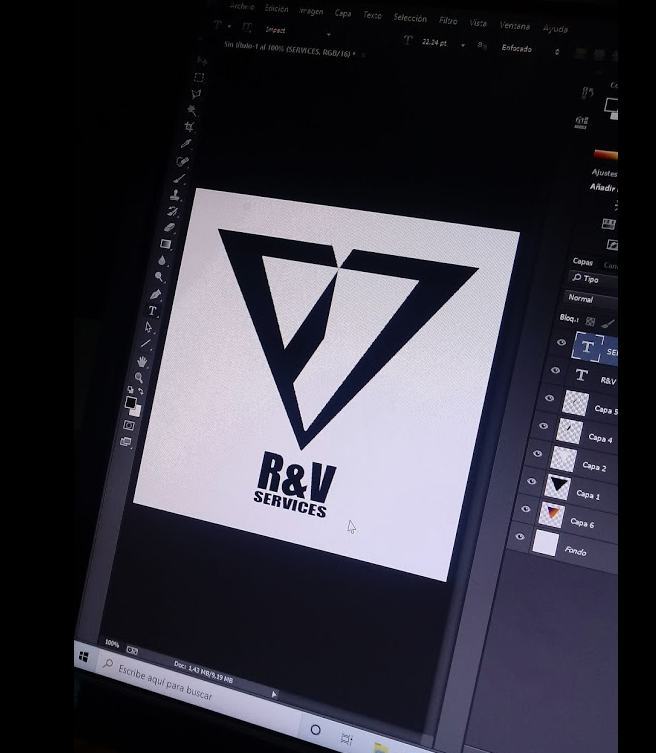 Archivo Edición Imagen Capa Texto Selección Filtro Vista Ventana Ayuda
T Impact T 22,24 pt Enfocado
Sin título-1 al 100% (SERVICES, RGB/16) *
Ajustes
Añadir
Capas
Tipo
Normal
Bloq.:
T
T R&V
Capa 5
Capa 4
Capa 2
Capa 1
Capa 6
Fondo
R&V
SERVICES
100% Doc: 1,43 MB/9,19 MB
Escribe aquí para buscar